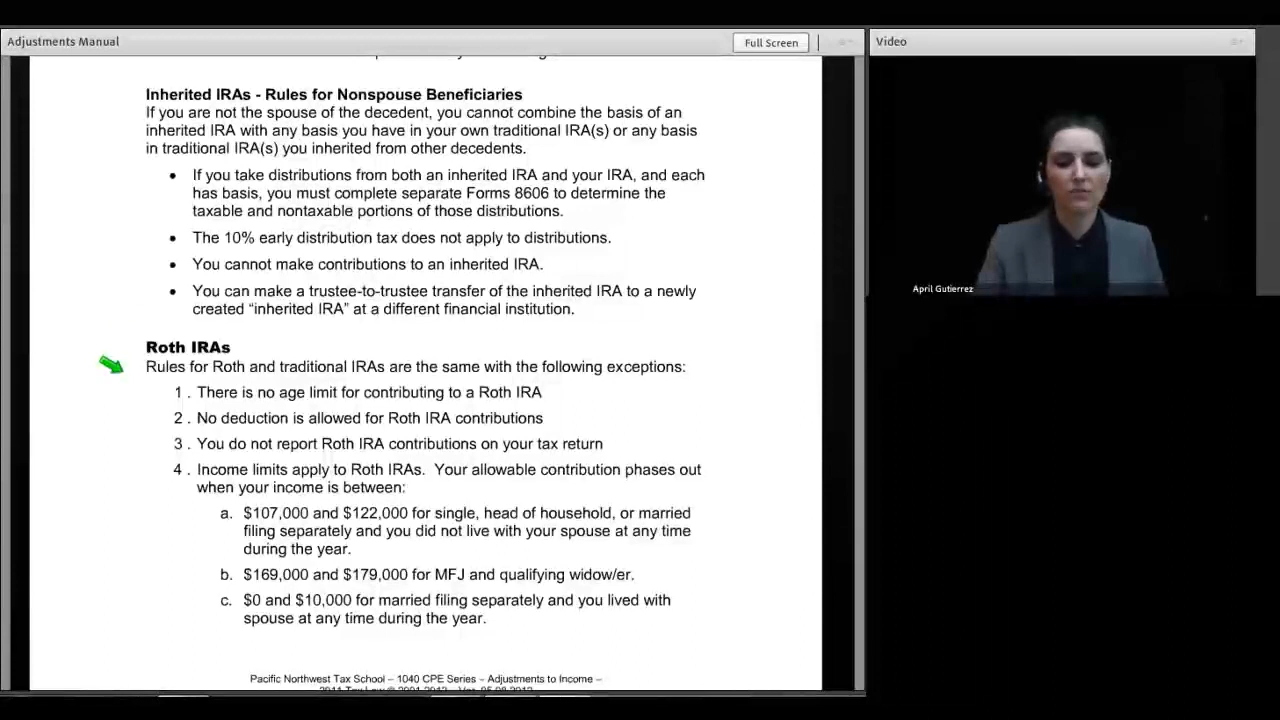 Adjustments Manual
Full Screen
Video
Inherited IRAs - Rules for Nonspouse Beneficiaries
If you are not the spouse of the decedent, you cannot combine the basis of an
inherited IRA with any basis you have in your own traditional IRA(s) or any basis
in traditional IRA(s) you inherited from other decedents.
• If you take distributions from both an inherited IRA and your IRA, and each
has basis, you must complete separate Forms 8606 to determine the
taxable and nontaxable portions of those distributions.
• The 10% early distribution tax does not apply to distributions.
• You cannot make contributions to an inherited IRA.
• You can make a trustee-to-trustee transfer of the inherited IRA to a newly
created “inherited IRA” at a different financial institution.
April Gutierrez
Roth IRAs
Rules for Roth and traditional IRAs are the same with the following exceptions:
1 . There is no age limit for contributing to a Roth IRA
2 . No deduction is allowed for Roth IRA contributions
3 . You do not report Roth IRA contributions on your tax return
4 . Income limits apply to Roth IRAs. Your allowable contribution phases out
when your income is between:
a. $107,000 and $122,000 for single, head of household, or married
filing separately and you did not live with your spouse at any time
during the year.
b. $169,000 and $179,000 for MFJ and qualifying widow/er.
c. $0 and $10,000 for married filing separately and you lived with
spouse at any time during the year.
Pacific Northwest Tax School – 1040 CPE Series – Adjustments to Income –
2011 Tax Law © 2001-2012 – Ver. 05.08.2012